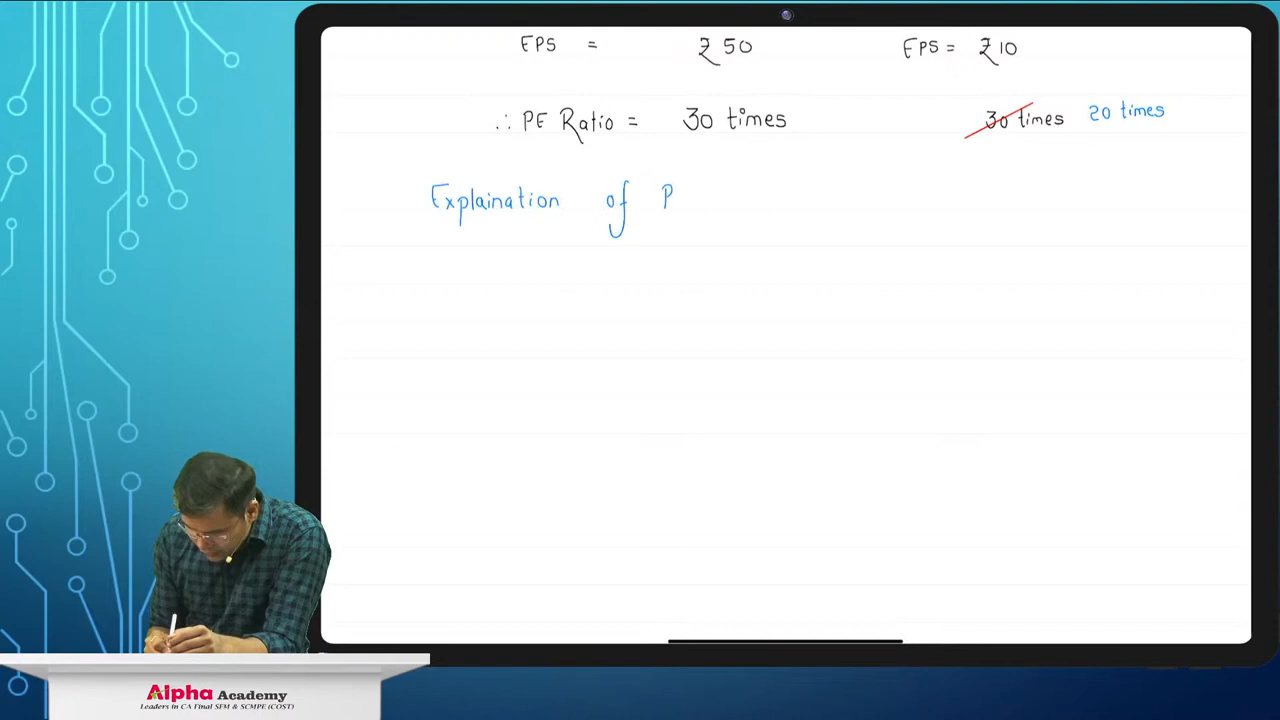 EPS = ₹ 50 EPS = ₹ 10
∴ PE Ratio = 30 times 30 times 20 times
Explaination of P
Alpha Academy
Leaders in CA Final SFM & SCMPE (COST)